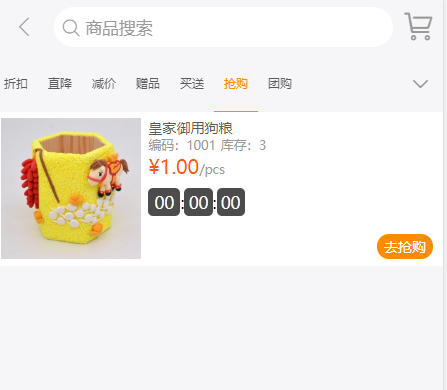 商品搜索
折扣 直降 减价 赠品 买送 抢购 团购
皇家御用狗粮
编码：1001 库存：3
¥1.00/pcs
00:00:00
去抢购